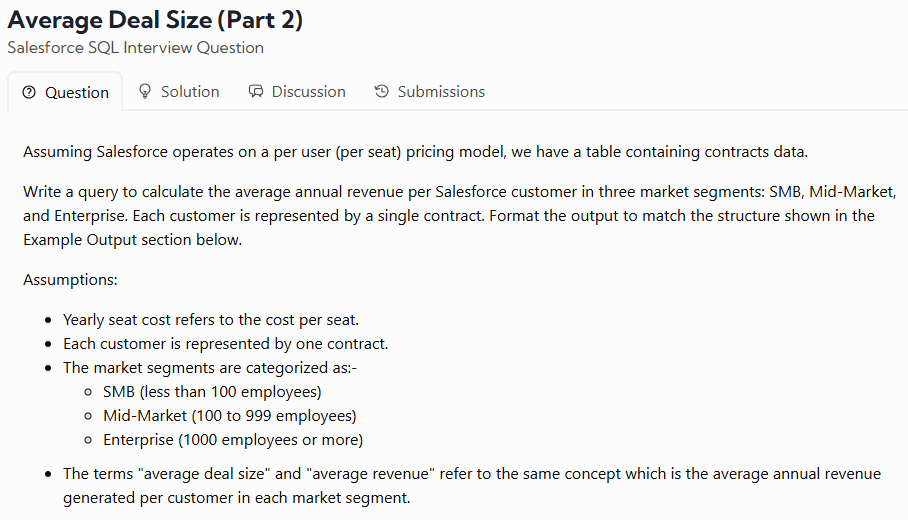 Average Deal Size (Part 2)
Salesforce SQL Interview Question
Question Solution Discussion Submissions
Assuming Salesforce operates on a per user (per seat) pricing model, we have a table containing contracts data.
Write a query to calculate the average annual revenue per Salesforce customer in three market segments: SMB, Mid-Market,
and Enterprise. Each customer is represented by a single contract. Format the output to match the structure shown in the
Example Output section below.
Assumptions:
• Yearly seat cost refers to the cost per seat.
• Each customer is represented by one contract.
• The market segments are categorized as:-
◦ SMB (less than 100 employees)
◦ Mid-Market (100 to 999 employees)
◦ Enterprise (1000 employees or more)
• The terms "average deal size" and "average revenue" refer to the same concept which is the average annual revenue
generated per customer in each market segment.